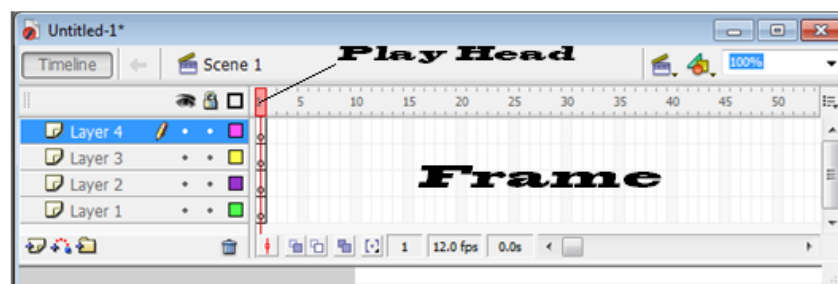 Untitled-1*
Timeline Scene 1 Play Head 100%
5 10 15 20 25 30 35 40 45 50
Layer 4
Layer 3
Layer 2 Frame
Layer 1
1 12.0 fps 0.0s